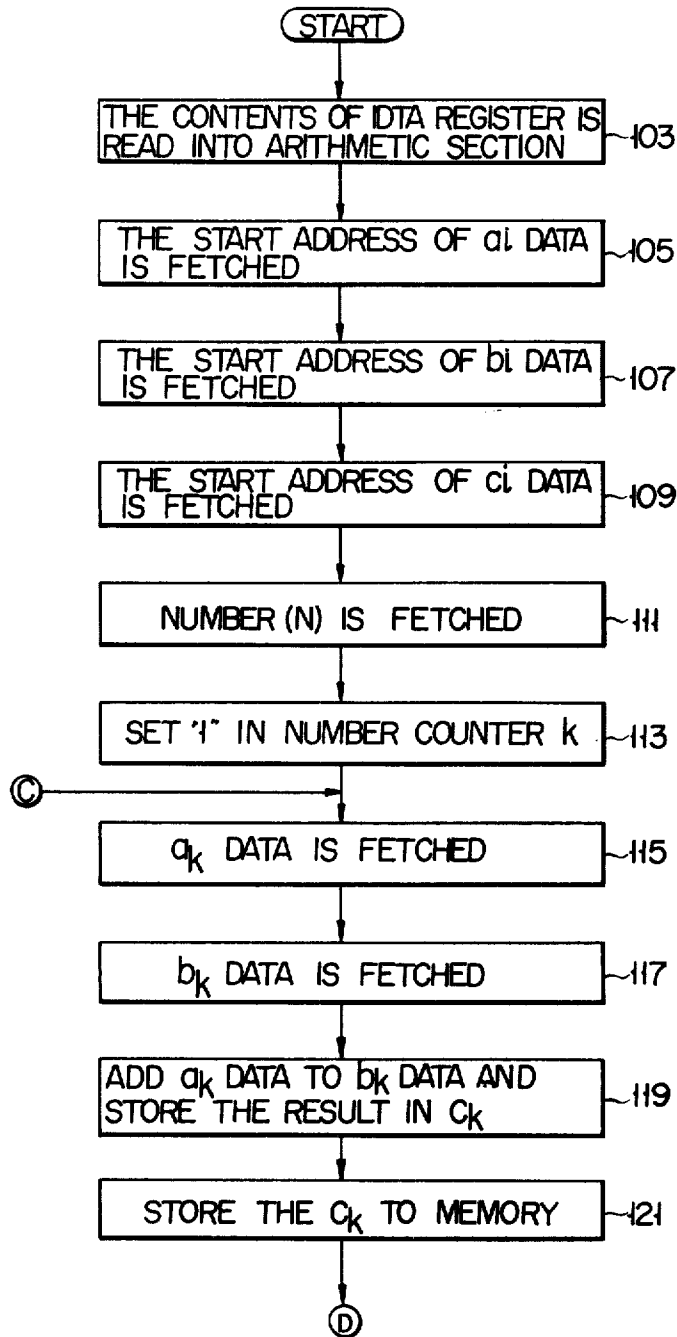 START
THE CONTENTS OF IDTA REGISTER IS
READ INTO ARITHMETIC SECTION
103
THE START ADDRESS OF ai DATA
IS FETCHED
105
THE START ADDRESS OF bi DATA
IS FETCHED
107
THE START ADDRESS OF ci DATA
IS FETCHED
109
NUMBER (N) IS FETCHED
111
SET "1" IN NUMBER COUNTER k
113
C
ak DATA IS FETCHED
115
bk DATA IS FETCHED
117
ADD ak DATA TO bk DATA AND
STORE THE RESULT IN Ck
119
STORE THE Ck TO MEMORY
121
D